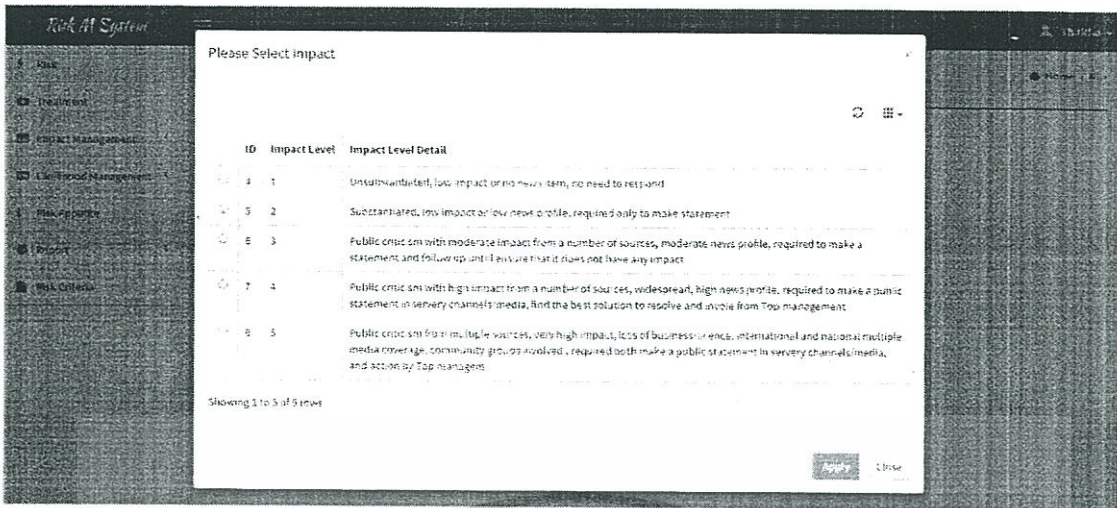 Risk M System
Please Select Impact
Risk
Home
Treatment
Impact Management
Likelihood Management
Risk Appetite
Risk Criteria
ID Impact Level Impact Level Detail
4 1 Unsubstantiated, low impact or no news item, no need to respond
5 2 Substantiated, low impact or low news profile, required only to make statement
6 3 Public criticism with moderate impact from a number of sources, moderate news profile, required to make a
statement and follow up until ensure that it does not have any impact
7 4 Public criticism with high impact from a number of sources, widespread, high news profile, required to make a public
statement in servery channels/media, find the best solution to resolve and invole from Top management
8 5 Public criticism from multiple sources, very high impact, loss of business, international and national multiple
media coverage, community groups involved , required both make a public statement in servery channels/media,
and action by Top managem
Showing 1 to 5 of 5 rows
Apply Close